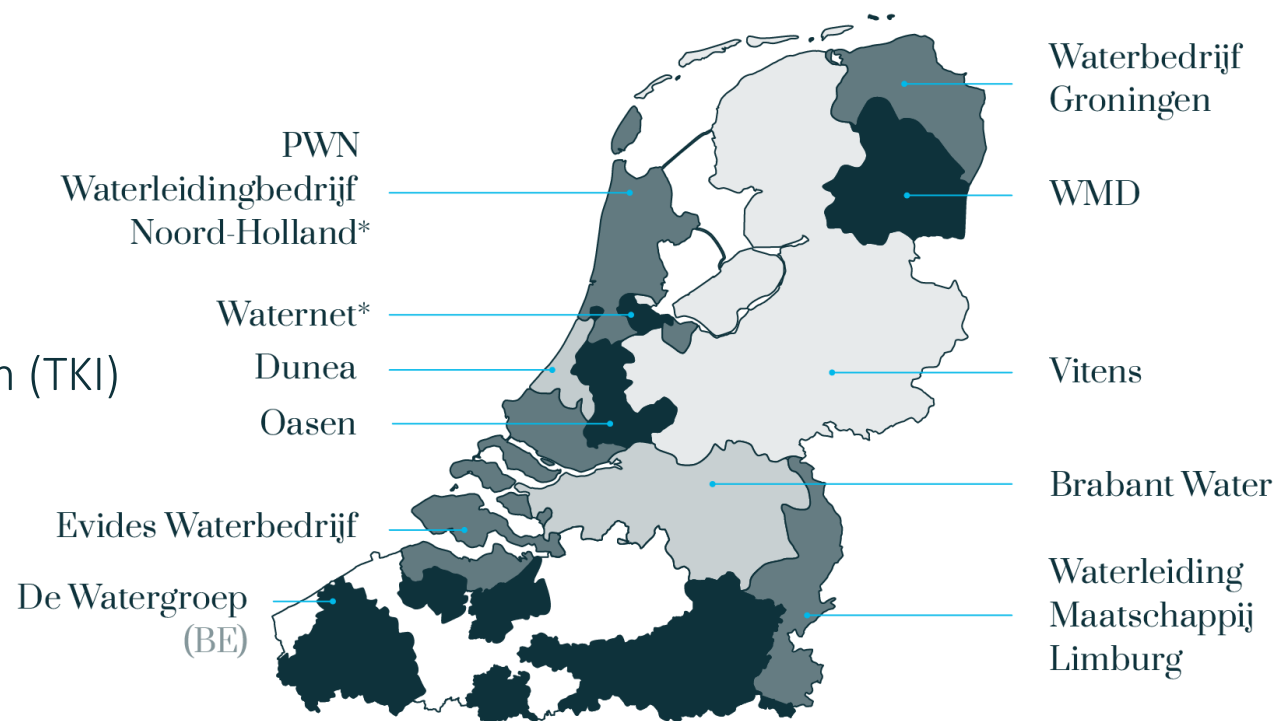 PWN
Waterleidingbedrijf
Noord-Holland*
Waternet*
Dunea
Oasen
Evides Waterbedrijf
De Watergroep
(BE)
n (TKI)
Waterbedrijf
Groningen
WMD
Vitens
Brabant Water
Waterleiding
Maatschappij
Limburg